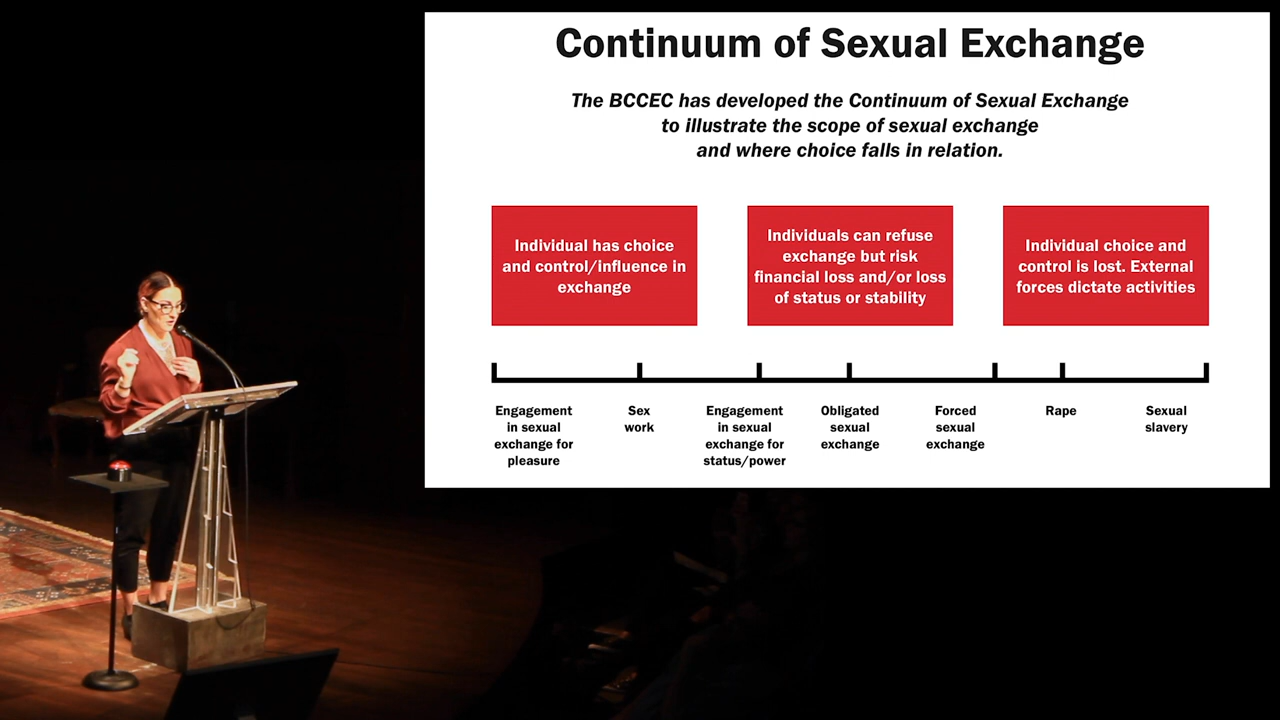 Continuum of Sexual Exchange
The BCCEC has developed the Continuum of Sexual Exchange
to illustrate the scope of sexual exchange
and where choice falls in relation.
Individual has choice
and control/influence in
exchange
Individuals can refuse
exchange but risk
financial loss and/or loss
of status or stability
Individual choice and
control is lost. External
forces dictate activities
Engagement
in sexual
exchange for
pleasure
Sex
work
Engagement
in sexual
exchange for
status/power
Obligated
sexual
exchange
Forced
sexual
exchange
Rape
Sexual
slavery